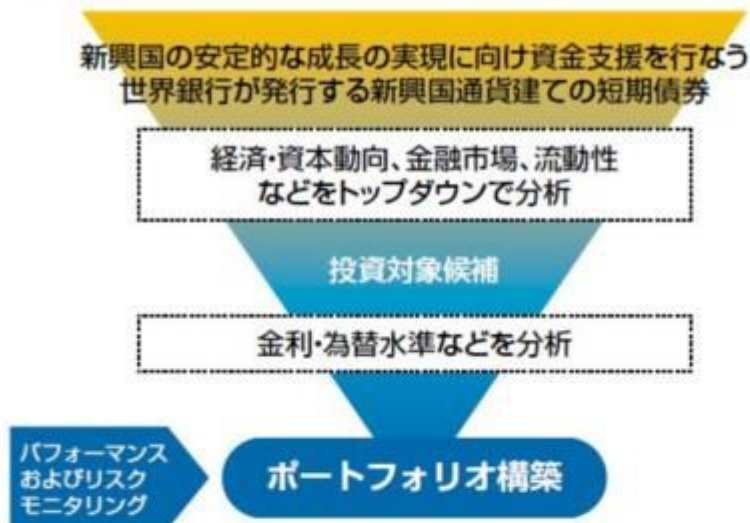 新興国の安定的な成長の実現に向け資金支援を行なう
世界銀行が発行する新興国通貨建ての短期債券
経済・資本動向、金融市場、流動性
などをトップダウンで分析
投資対象候補
金利・為替水準などを分析
パフォーマンス
およびリスク
モニタリング
ポートフォリオ構築